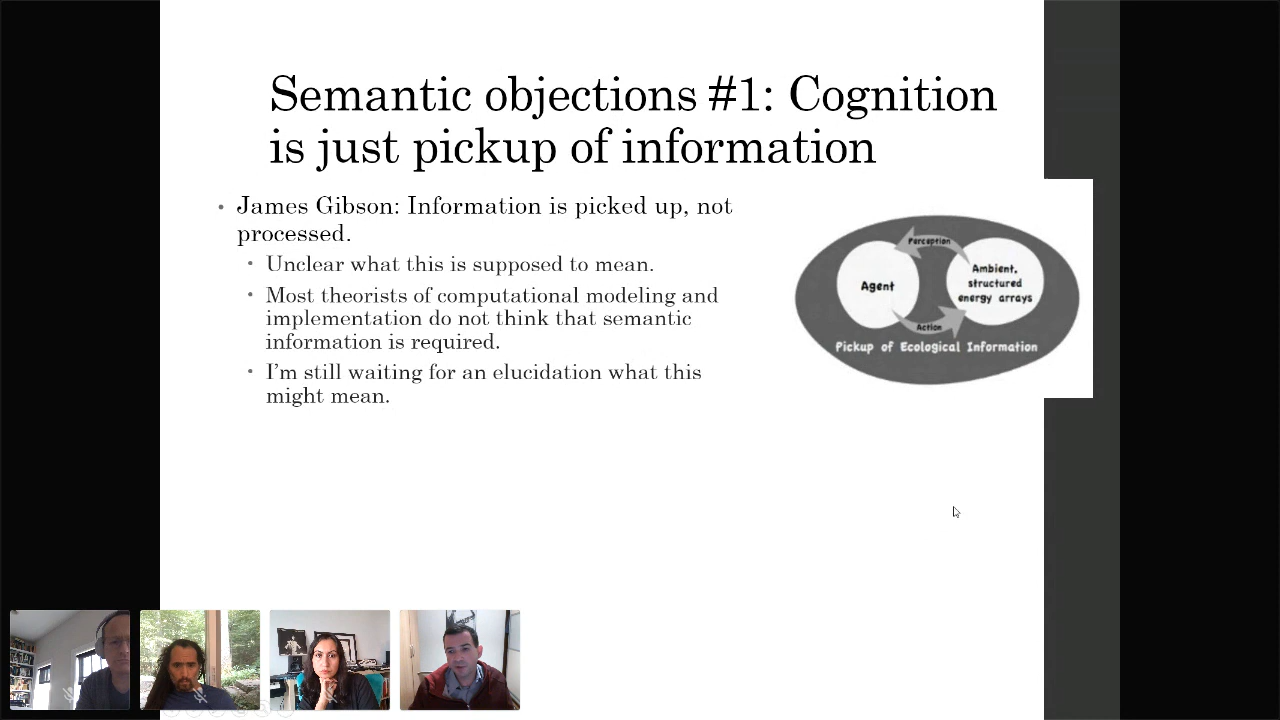 Semantic objections #1: Cognition
is just pickup of information
• James Gibson: Information is picked up, not
processed.
• Unclear what this is supposed to mean.
• Most theorists of computational modeling and
implementation do not think that semantic
information is required.
• I'm still waiting for an elucidation what this
might mean.
Perception
Agent
Ambient,
structured
energy arrays
Action
Pickup of Ecological Information